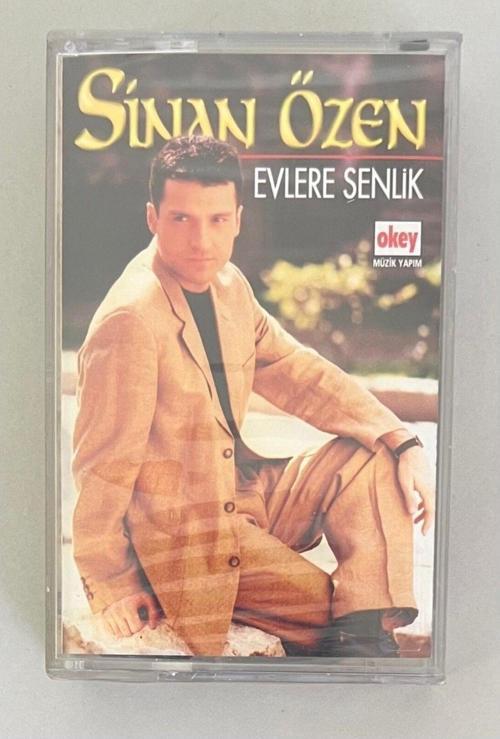 SİNAN ÖZEN
EVLERE ŞENLİK
okey
MÜZİK YAPIM